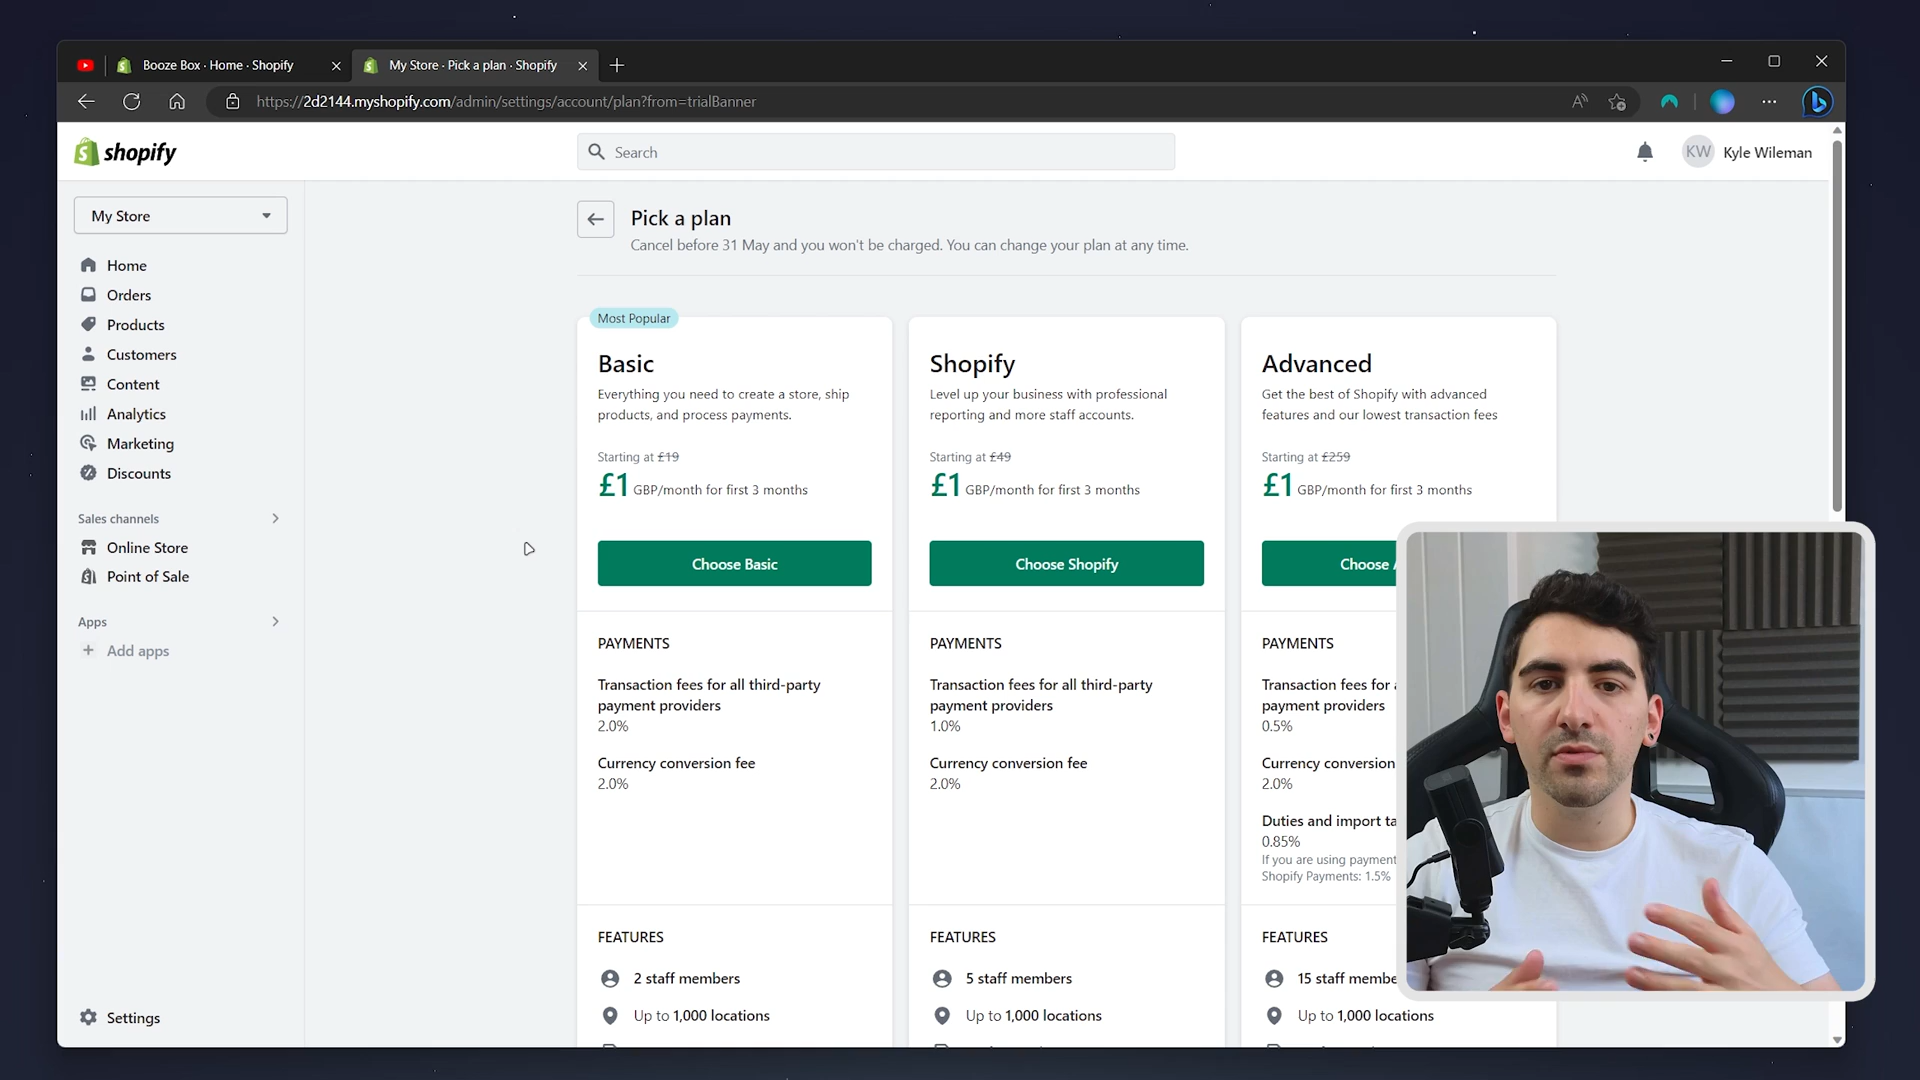 Booze Box · Home · Shopify
My Store · Pick a plan · Shopify
https://2d2144.myshopify.com/admin/settings/account/plan?from=trialBanner
shopify
Search
KW
Kyle Wileman
My Store
Home
Orders
Products
Customers
Content
Analytics
Marketing
Discounts
Sales channels
Online Store
Point of Sale
Apps
Add apps
Settings
Pick a plan
Cancel before 31 May and you won't be charged. You can change your plan at any time.
Most Popular
Basic
Everything you need to create a store, ship
products, and process payments.
Starting at £19
£1 GBP/month for first 3 months
Choose Basic
PAYMENTS
Transaction fees for all third-party
payment providers
2.0%
Currency conversion fee
2.0%
FEATURES
2 staff members
Up to 1,000 locations
Shopify
Level up your business with professional
reporting and more staff accounts.
Starting at £49
£1 GBP/month for first 3 months
Choose Shopify
PAYMENTS
Transaction fees for all third-party
payment providers
1.0%
Currency conversion fee
2.0%
FEATURES
5 staff members
Up to 1,000 locations
Advanced
Get the best of Shopify with advanced
features and our lowest transaction fees
Starting at £259
£1 GBP/month for first 3 months
Choose
PAYMENTS
Transaction fees for
payment providers
0.5%
Currency conversion
2.0%
Duties and import
0.85%
If you are using
Shopify Payments: 1.5%
FEATURES
15 staff
Up to 1,000 locations